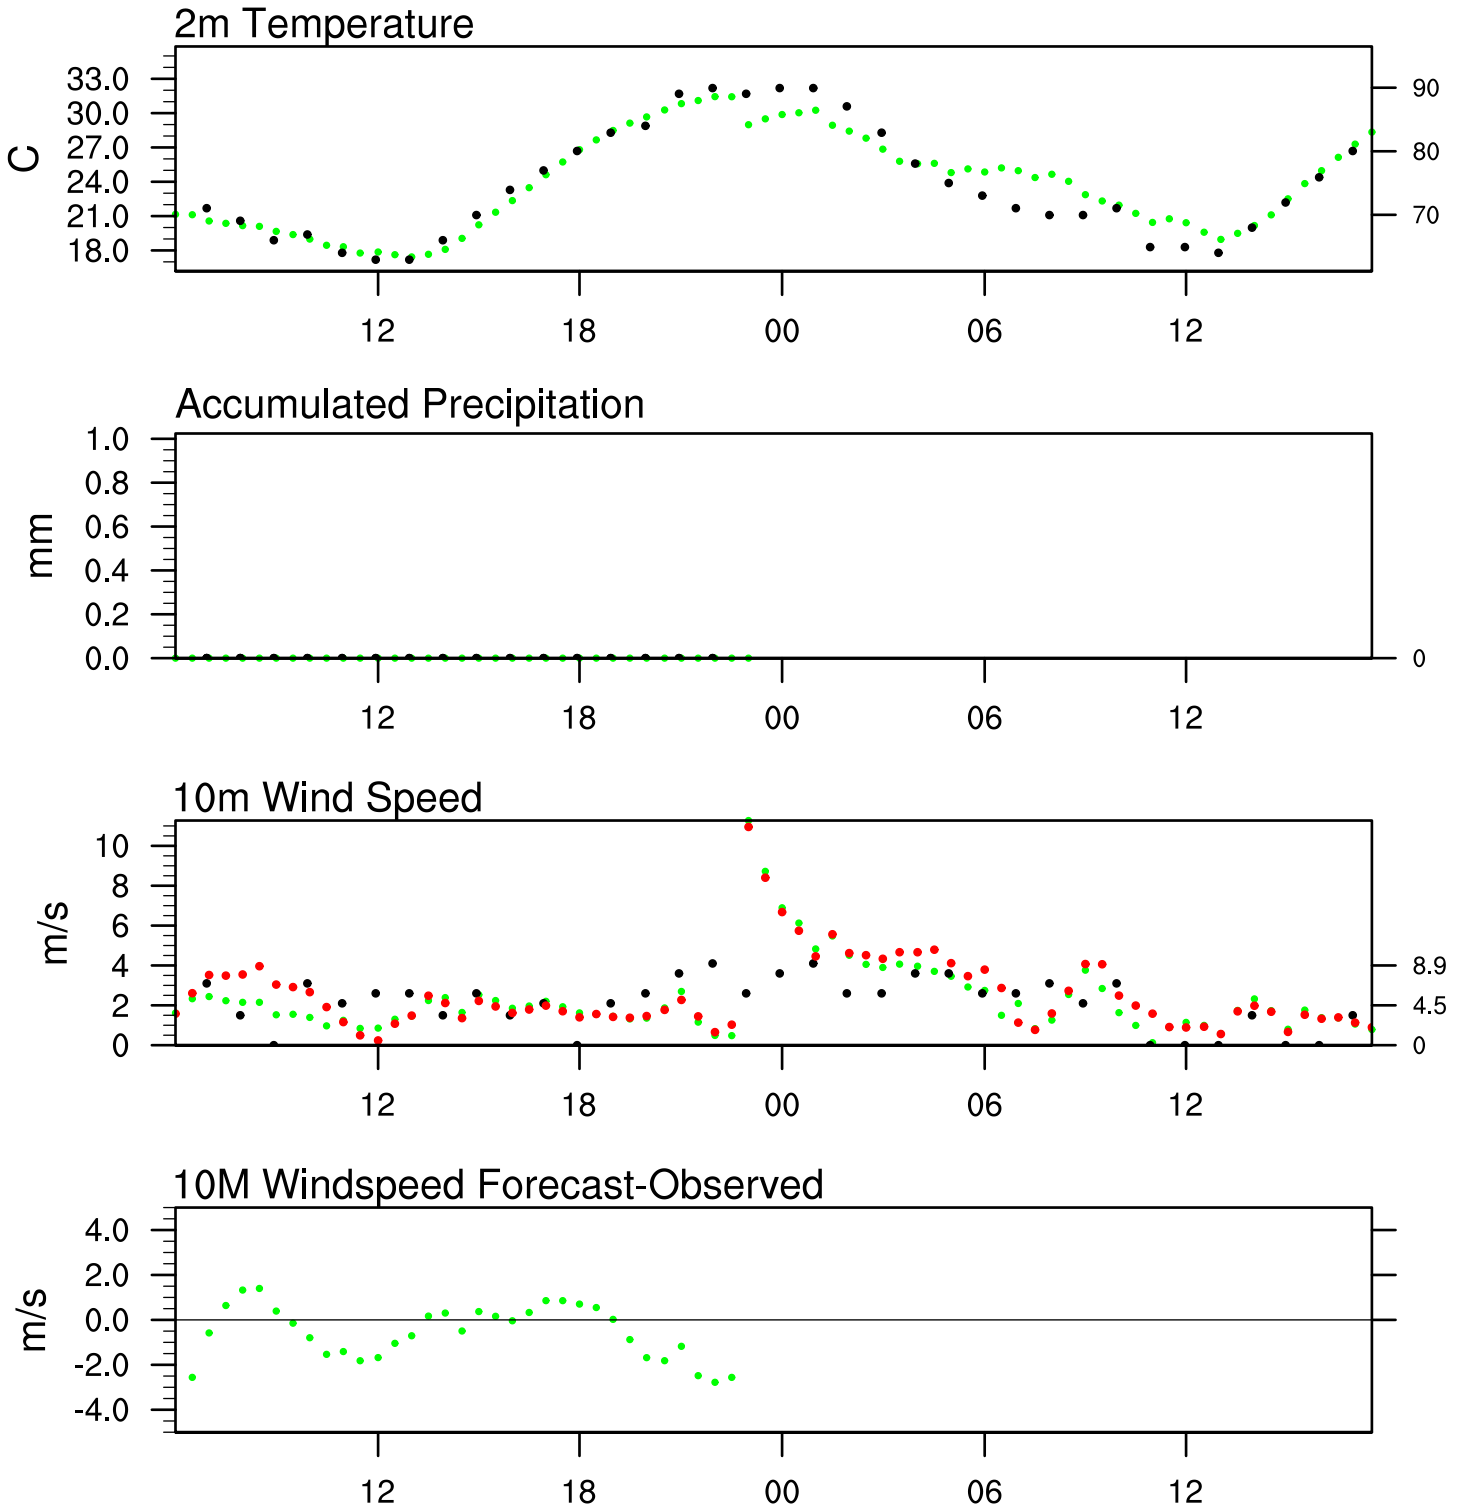 2m Temperature
C
33.0
30.0
27.0
24.0
21.0
18.0
90
80
70
12 18 00 06 12
Accumulated Precipitation
mm
1.0
0.8
0.6
0.4
0.2
0.0
0
12 18 00 06 12
10m Wind Speed
m/s
10
8
6
4
2
0
8.9
4.5
0
12 18 00 06 12
10M Windspeed Forecast-Observed
m/s
4.0
2.0
0.0
-2.0
-4.0
12 18 00 06 12